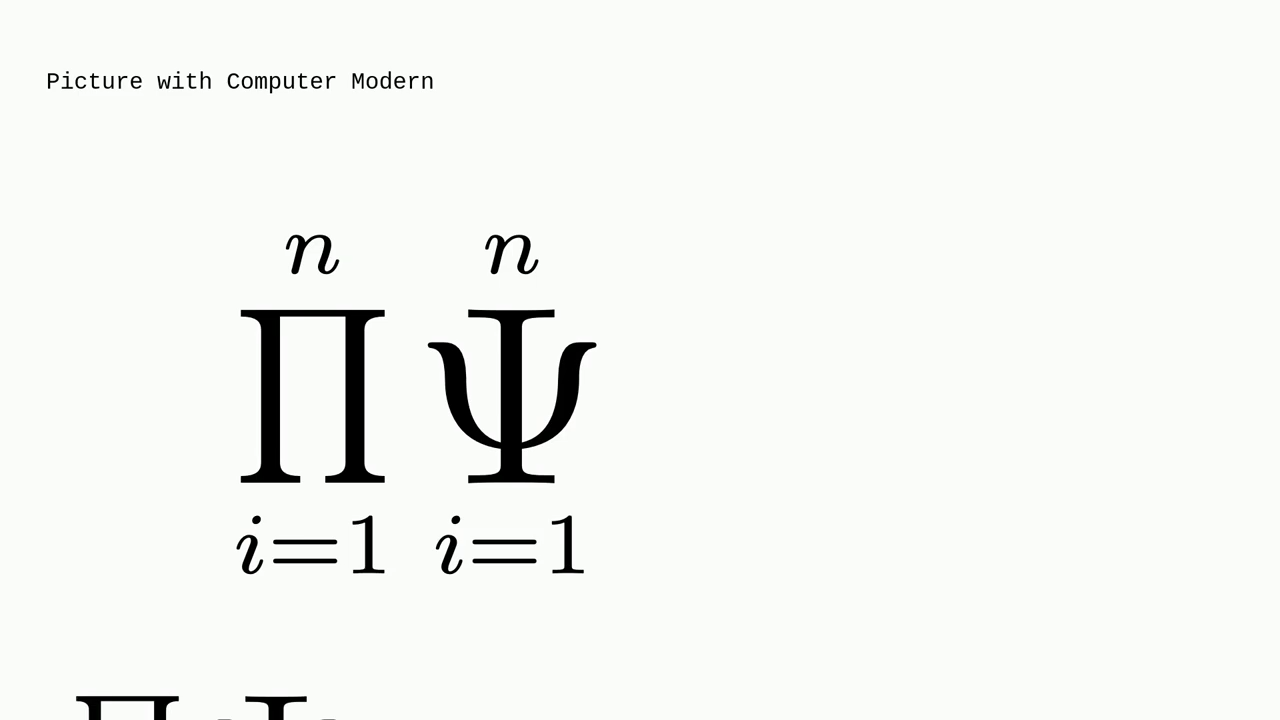 Picture with Computer Modern
n n
Π Ψ
i=1 i=1
Π Ψ